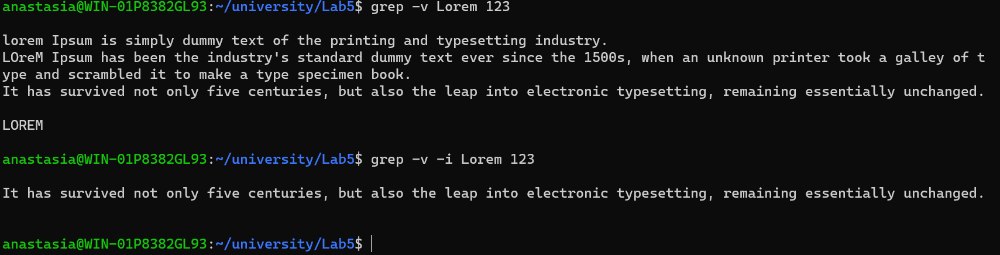 anastasia@WIN-01P8382GL93:~/university/Lab5$ grep -v Lorem 123
lorem Ipsum is simply dummy text of the printing and typesetting industry.
LOreM Ipsum has been the industry's standard dummy text ever since the 1500s, when an unknown printer took a galley of t
ype and scrambled it to make a type specimen book.
It has survived not only five centuries, but also the leap into electronic typesetting, remaining essentially unchanged.
LOREM
anastasia@WIN-01P8382GL93:~/university/Lab5$ grep -v -i Lorem 123
It has survived not only five centuries, but also the leap into electronic typesetting, remaining essentially unchanged.
anastasia@WIN-01P8382GL93:~/university/Lab5$